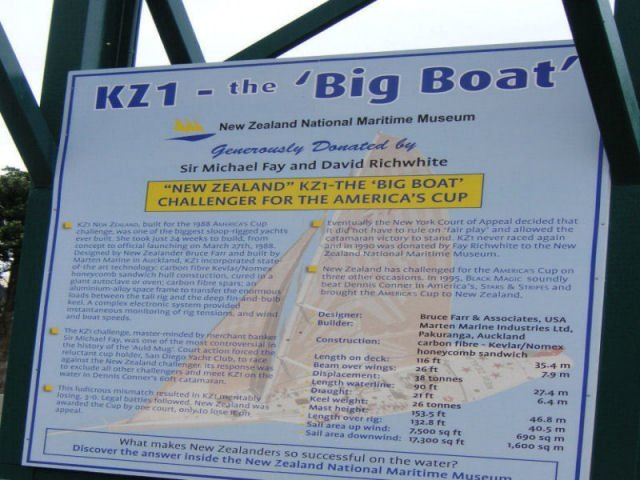 KZ1 - the 'Big Boat'
New Zealand National Maritime Museum
Generously Donated by
Sir Michael Fay and David Richwhite
"NEW ZEALAND" KZ1-THE 'BIG BOAT'
CHALLENGER FOR THE AMERICA'S CUP
KZ1 New Zealand, built for the 1988 America's Cup
challenge, was one of the biggest sloop-rigged yachts
ever built. She took just 24 weeks to build, from
concept to official launching on March 27th, 1988.
Designed by New Zealander Bruce Farr and built by
Marten Marine in Auckland, KZ1 incorporated state
of-the art technology: carbon fibre Kevlar/Nomex
honeycomb sandwich hull construction, cured in a
giant autoclave or oven; carbon fibre spars; an
aluminium-alloy space frame to transfer the enormous
loads between the tall rig and the deep fin-and-bulb
keel. A complex electronic system provided
instantaneous monitoring of rig tensions, and wind
and boat speeds.
The KZ1 challenge, master-minded by merchant banker
Sir Michael Fay, was one of the most controversial in
the history of the 'Auld Mug'. Court action forced the
reluctant cup holder, San Diego Yacht Club, to race
against the New Zealand challenge; its response was
to exclude all other challengers and meet KZ1 on the
water in Dennis Conner's 60ft catamaran.
This ludicrous mismatch resulted in KZ1 inevitably
losing, 3-0. Legal battles followed. New Zealand was
awarded the Cup by one court, only to lose it on
appeal.
Eventually the New York Court of Appeal decided that
it did not have to rule on 'fair play' and allowed the
catamaran victory to stand. KZ1 never raced again
and in 1990 was donated by Fay Richwhite to the New
Zealand National Maritime Museum.
New Zealand has challenged for the America's Cup on
three other occasions. In 1995, Black Magic soundly
beat Dennis Conner in America's, Stars & Stripes and
brought the America's Cup to New Zealand.
Designer: Bruce Farr & Associates, USA
Builder: Marten Marine Industries Ltd,
Pakuranga, Auckland
Construction: carbon fibre - Kevlar/Nomex
honeycomb sandwich
Length on deck: 116 ft 35.4 m
Beam over wings: 26 ft 7.9 m
Displacement: 38 tonnes
Length waterline: 90 ft 27.4 m
Draught: 21 ft 6.4 m
Keel weight: 26 tonnes
Mast height: 153.5 ft 46.8 m
Length over rig: 132.8 ft 40.5 m
Sail area up wind: 7,500 sq ft 690 sq m
Sail area downwind: 17,300 sq ft 1,600 sq m
What makes New Zealanders so successful on the water?
Discover the answer inside the New Zealand National Maritime Museum